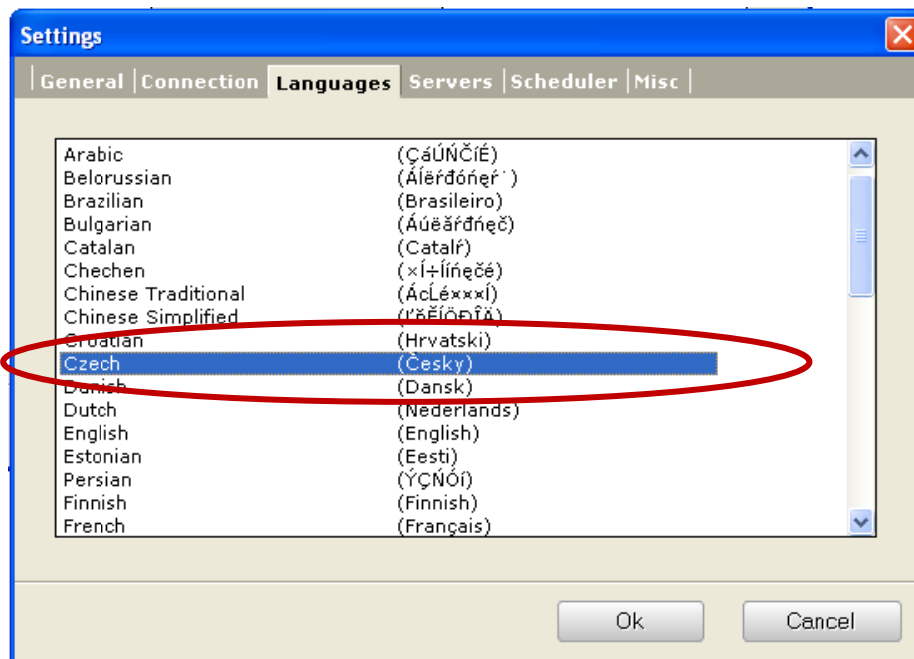 Settings
General Connection Languages Servers Scheduler Misc
Arabic (ÇáÚŃČíÉ)
Belorussian (Áĺëŕđóńęŕ˙)
Brazilian (Brasileiro)
Bulgarian (Áúëăŕđńęč)
Catalan (Catalŕ)
Chechen (×Í÷Íííńęčé)
Chinese Traditional (ÁcĹé¤¤¤Í)
Chinese Simplified
Croatian (Hrvatski)
Czech (Česky)
Danish (Dansk)
Dutch (Nederlands)
English (English)
Estonian (Eesti)
Persian (ÝÇŃÓí)
Finnish (Finnish)
French (Français)
Ok Cancel